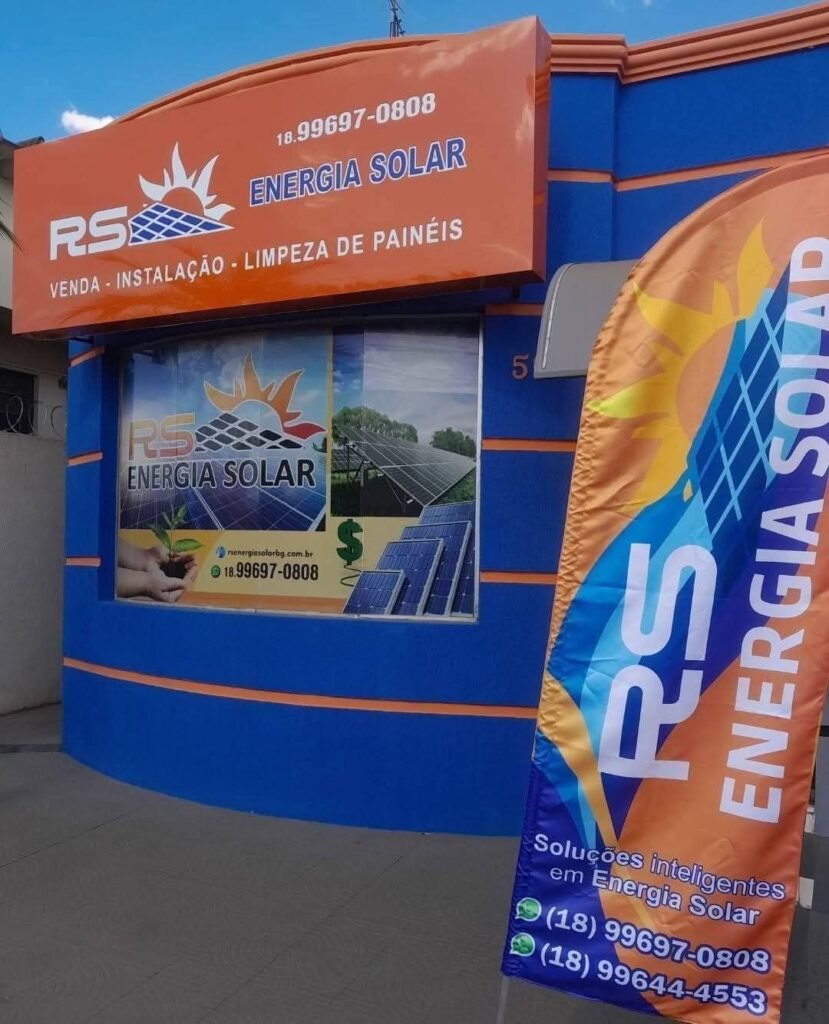 18.99697-0808
RS
ENERGIA SOLAR
VENDA - INSTALAÇÃO - LIMPEZA DE PAINÉIS
5
RS
ENERGIA SOLAR
$
rsenergiasolarbg.com.br
18.99697-0808
RS
ENERGIA SOLAR
Soluções inteligentes
em Energia Solar
(18) 99697-0808
(18) 99644-4553